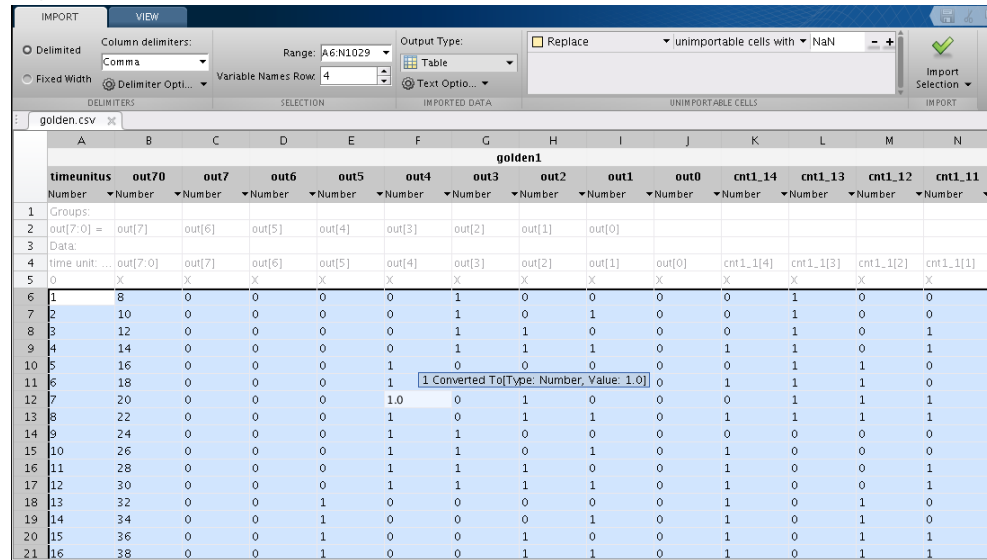 IMPORT VIEW
Delimited Column delimiters: Range: A6:N1029 Output Type: Replace unimportable cells with NaN - +
Comma Table
Fixed Width Delimiter Opti... Variable Names Row: 4 Text Optio... Import Selection
DELIMITERS SELECTION IMPORTED DATA UNIMPORTABLE CELLS IMPORT
golden.csv
A B C D E F G H I J K L M N
golden1
timeunitus out70 out7 out6 out5 out4 out3 out2 out1 out0 cnt1_14 cnt1_13 cnt1_12 cnt1_11
Number Number Number Number Number Number Number Number Number Number Number Number Number Number
1 Groups:
2 out[7:0] = out[7] out[6] out[5] out[4] out[3] out[2] out[1] out[0]
3 Data:
4 time unit: ... out[7:0] out[7] out[6] out[5] out[4] out[3] out[2] out[1] out[0] cnt1_1[4] cnt1_1[3] cnt1_1[2] cnt1_1[1]
5 0 X X X X X X X X X X X X X
6 1 8 0 0 0 0 1 0 0 0 0 1 0 0
7 2 10 0 0 0 0 1 0 1 0 0 1 0 0
8 3 12 0 0 0 0 1 1 0 0 0 1 0 1
9 4 14 0 0 0 0 1 1 1 0 1 1 0 1
10 5 16 0 0 0 1 0 0 0 0 0 1 1 0
11 6 18 0 0 0 1 1 Converted To[Type: Number, Value: 1.0] 0 1 1 1 0
12 7 20 0 0 0 1.0 0 1 0 0 0 1 1 1
13 8 22 0 0 0 1 0 1 1 0 1 1 1 1
14 9 24 0 0 0 1 1 0 0 0 0 0 0 0
15 10 26 0 0 0 1 1 0 1 0 1 0 0 0
16 11 28 0 0 0 1 1 1 0 0 1 0 0 1
17 12 30 0 0 0 1 1 1 1 0 1 0 0 1
18 13 32 0 0 1 0 0 0 0 0 1 0 1 0
19 14 34 0 0 1 0 0 0 1 0 1 0 1 0
20 15 36 0 0 1 0 0 1 0 0 1 0 1 1
21 16 38 0 0 1 0 0 1 1 0 1 0 1 1